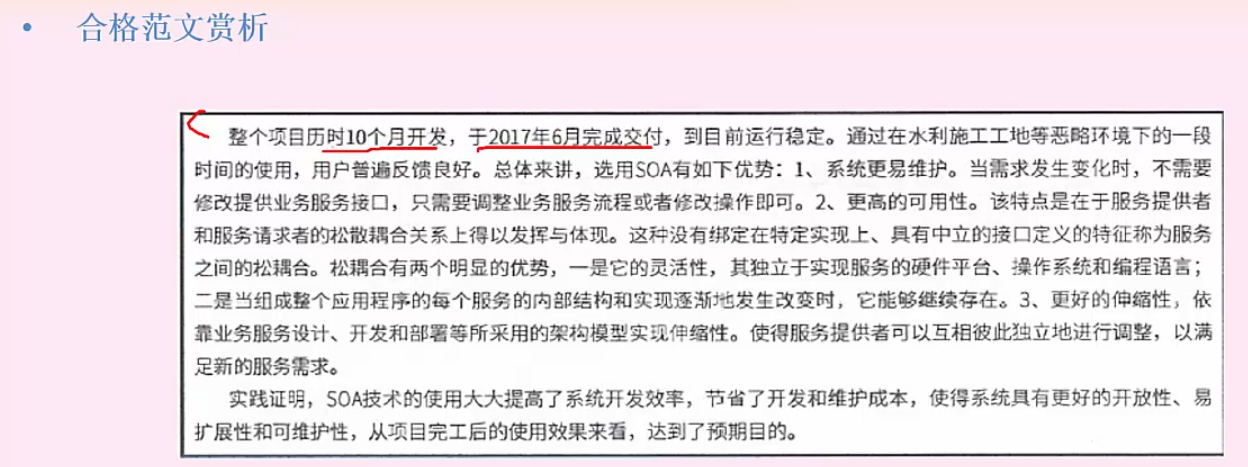 • 合格范文赏析
整个项目历时10个月开发，于2017年6月完成交付，到目前运行稳定。通过在水利施工工地等恶略环境下的一段
时间的使用，用户普遍反馈良好。总体来讲，选用SOA有如下优势：1、系统更易维护。当需求发生变化时，不需要
修改提供业务服务接口，只需要调整业务服务流程或者修改操作即可。2、更高的可用性。该特点是在于服务提供者
和服务请求者的松散耦合关系上得以发挥与体现。这种没有绑定在特定实现上、具有中立的接口定义的特征称为服务
之间的松耦合。松耦合有两个明显的优势，一是它的灵活性，其独立于实现服务的硬件平台、操作系统和编程语言；
二是当组成整个应用程序的每个服务的内部结构和实现逐渐地发生改变时，它能够继续存在。3、更好的伸缩性，依
靠业务服务设计、开发和部署等所采用的架构模型实现伸缩性。使得服务提供者可以互相彼此独立地进行调整，以满
足新的服务需求。
实践证明，SOA技术的使用大大提高了系统开发效率，节省了开发和维护成本，使得系统具有更好的开放性、易
扩展性和可维护性，从项目完工后的使用效果来看，达到了预期目的。